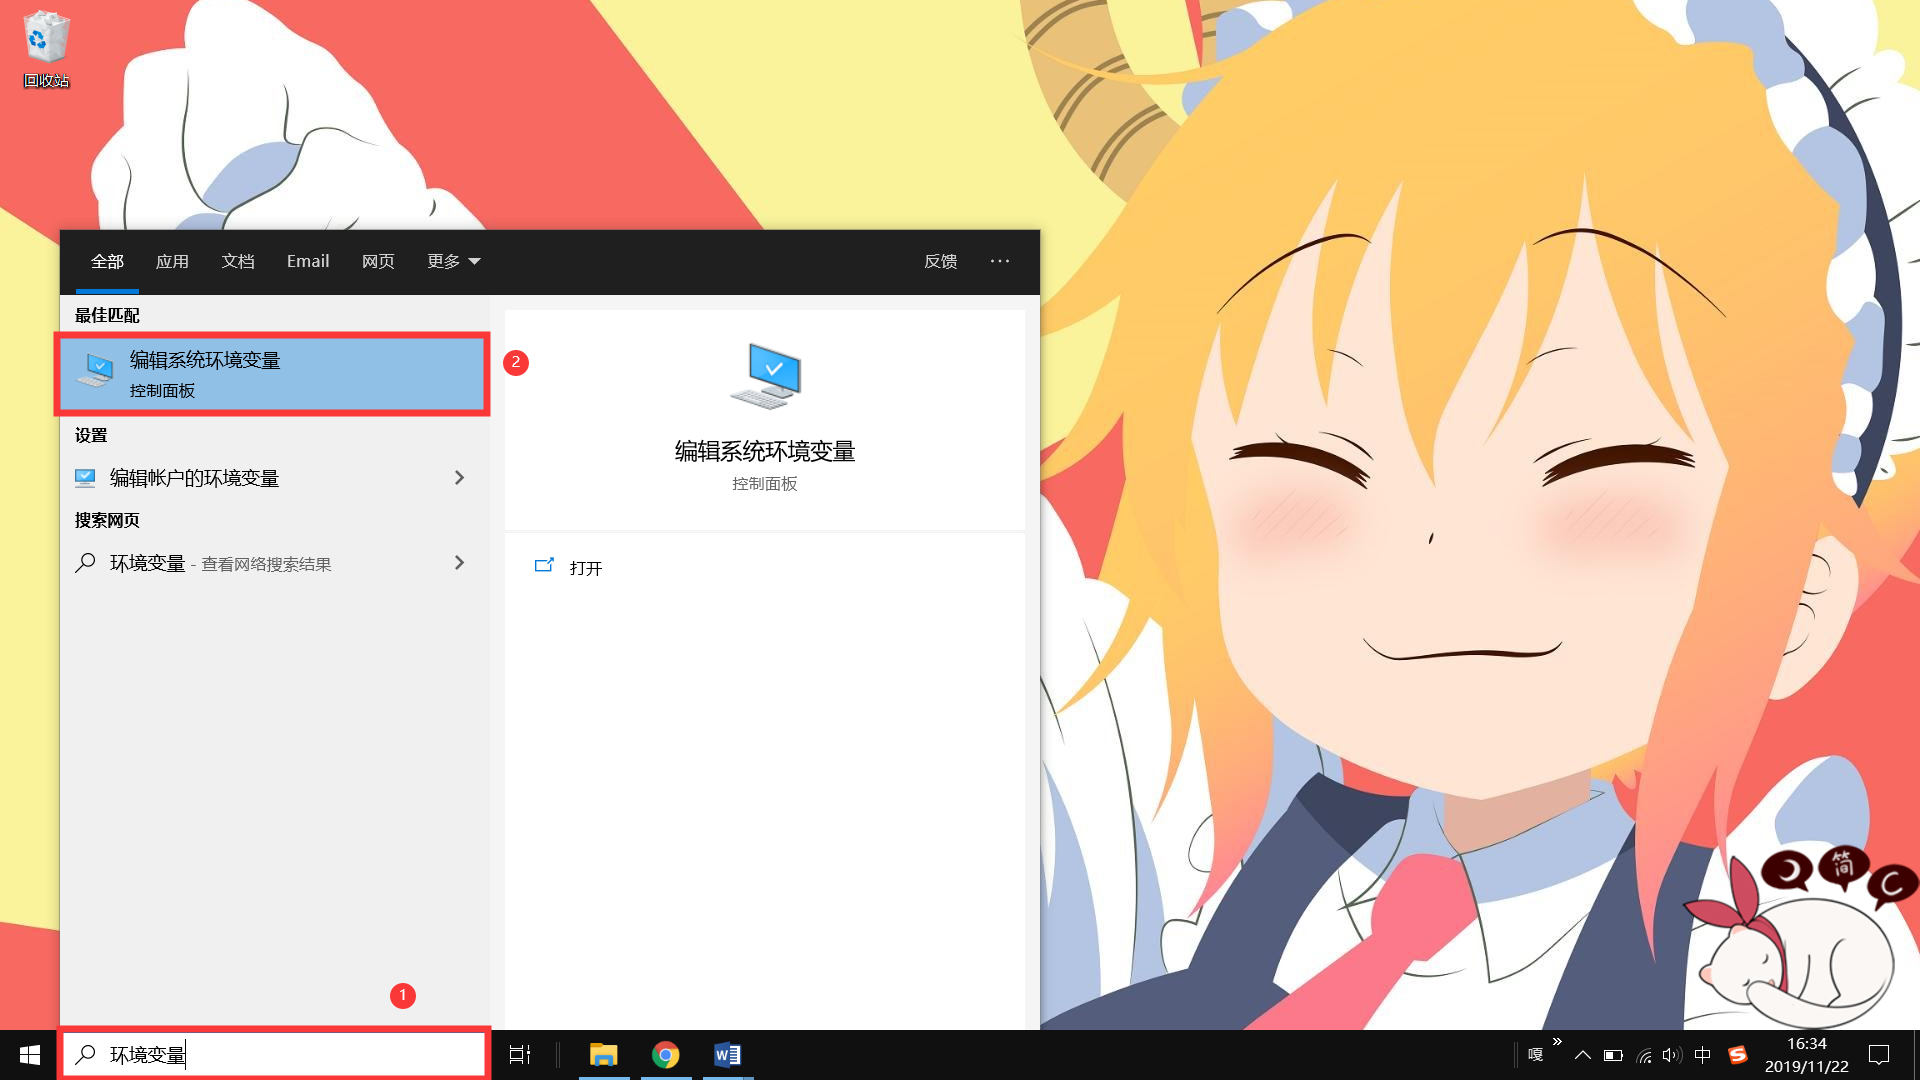 回收站
全部 应用 文档 Email 网页 更多 反馈 ···
最佳匹配
编辑系统环境变量
控制面板
2
设置
编辑帐户的环境变量
搜索网页
环境变量 - 查看网络搜索结果
编辑系统环境变量
控制面板
打开
1
简
环境变量
W
嘎
中
S
16:34
2019/11/22